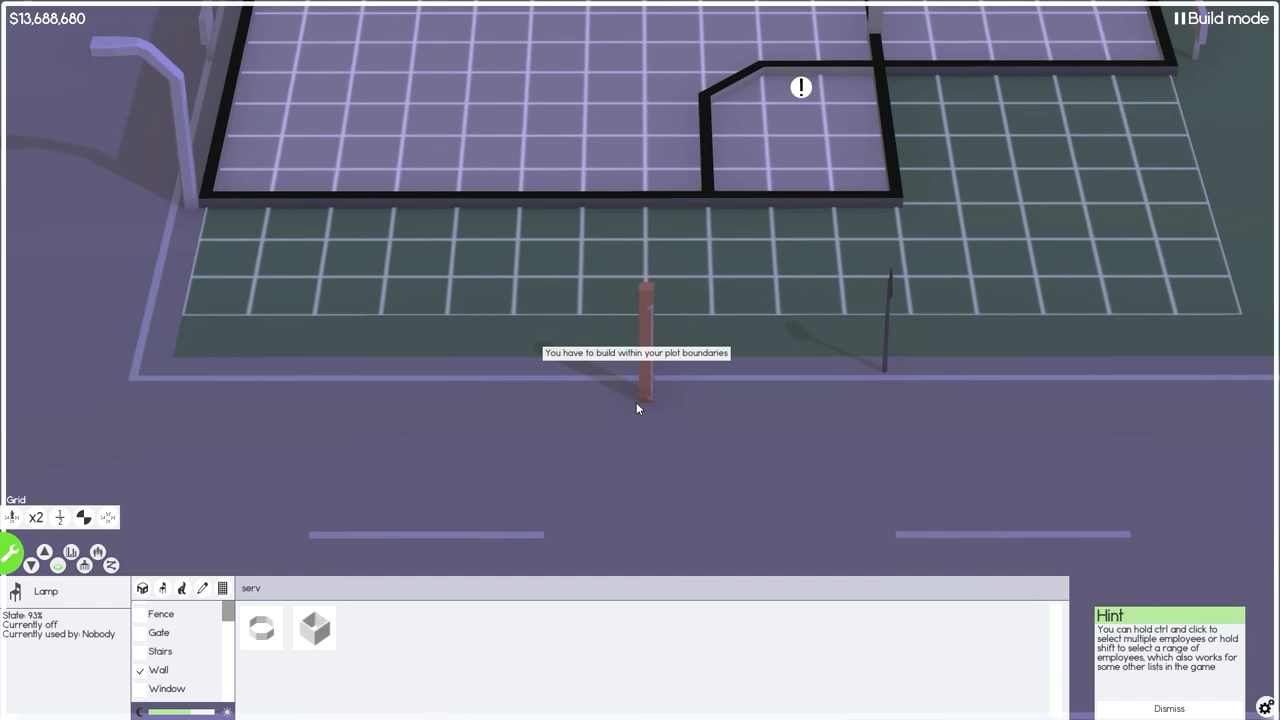 $13,688,680
Build mode
!
You have to build within your plot boundaries
Grid
x2
1/2
Lamp
serv
State: 93%
Currently off
Currently used by: Nobody
Fence
Gate
Stairs
Wall
Window
Hint
You can hold ctrl and click to
select multiple employees or hold
shift to select a range of
employees, which also works for
some other lists in the game
Dismiss